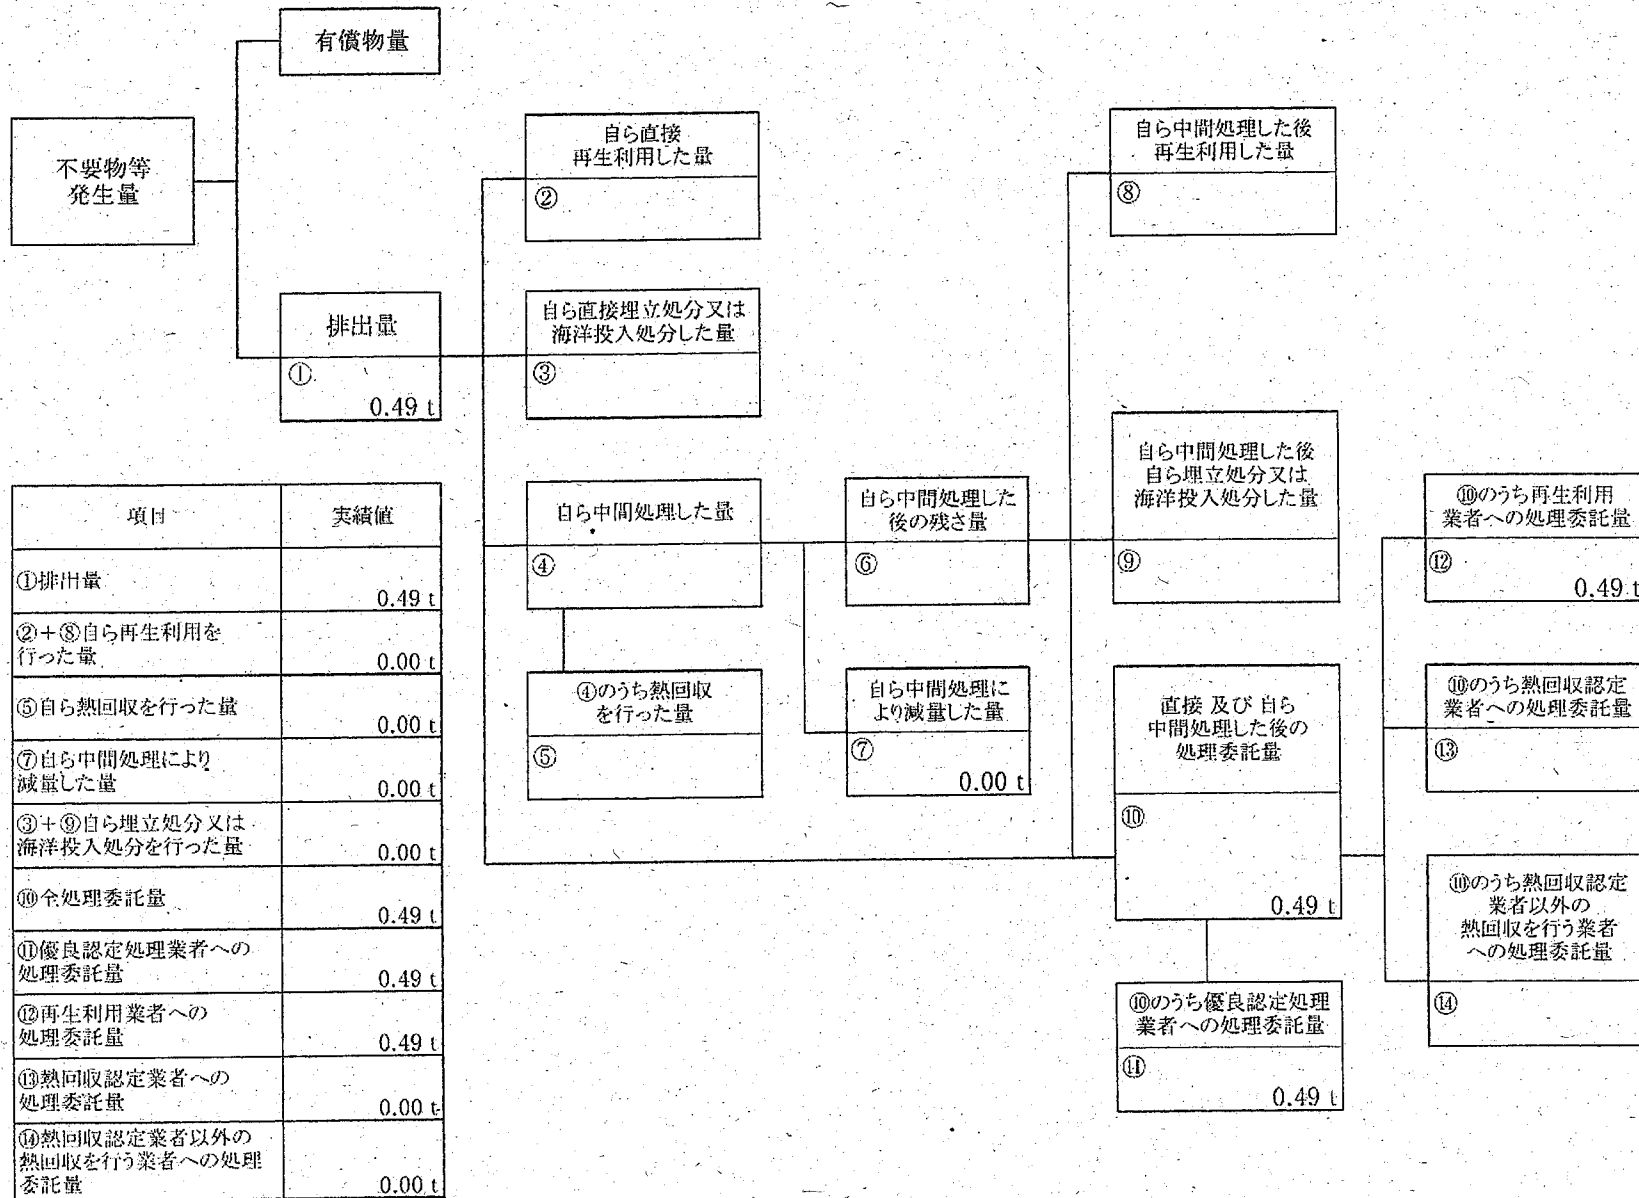 有償物量
不要物等
発生量
排出量
①
0.49 t
自ら直接
再生利用した量
②
自ら直接埋立処分又は
海洋投入処分した量
③
自ら中間処理した量
④
④のうち熱回収
を行った量
⑤
自ら中間処理した
後の残さ量
⑥
自ら中間処理に
より減量した量
⑦
0.00 t
自ら中間処理した後
再生利用した量
⑧
自ら中間処理した後
自ら埋立処分又は
海洋投入処分した量
⑨
直接 及び 自ら
中間処理した後の
処理委託量
⑩
0.49 t
⑩のうち優良認定処理
業者への処理委託量
⑪
0.49 t
⑩のうち再生利用
業者への処理委託量
⑫
0.49 t
⑩のうち熱回収認定
業者への処理委託量
⑬
⑩のうち熱回収認定
業者以外の
熱回収を行う業者
への処理委託量
⑭
項目 実績値
①排出量 0.49 t
②+⑧自ら再生利用を
行った量 0.00 t
⑤自ら熱回収を行った量 0.00 t
⑦自ら中間処理により
減量した量 0.00 t
③+⑨自ら埋立処分又は
海洋投入処分を行った量 0.00 t
⑩全処理委託量 0.49 t
⑪優良認定処理業者への
処理委託量 0.49 t
⑫再生利用業者への
処理委託量 0.49 t
⑬熱回収認定業者への
処理委託量 0.00 t
⑭熱回収認定業者以外の
熱回収を行う業者への処理
委託量 0.00 t